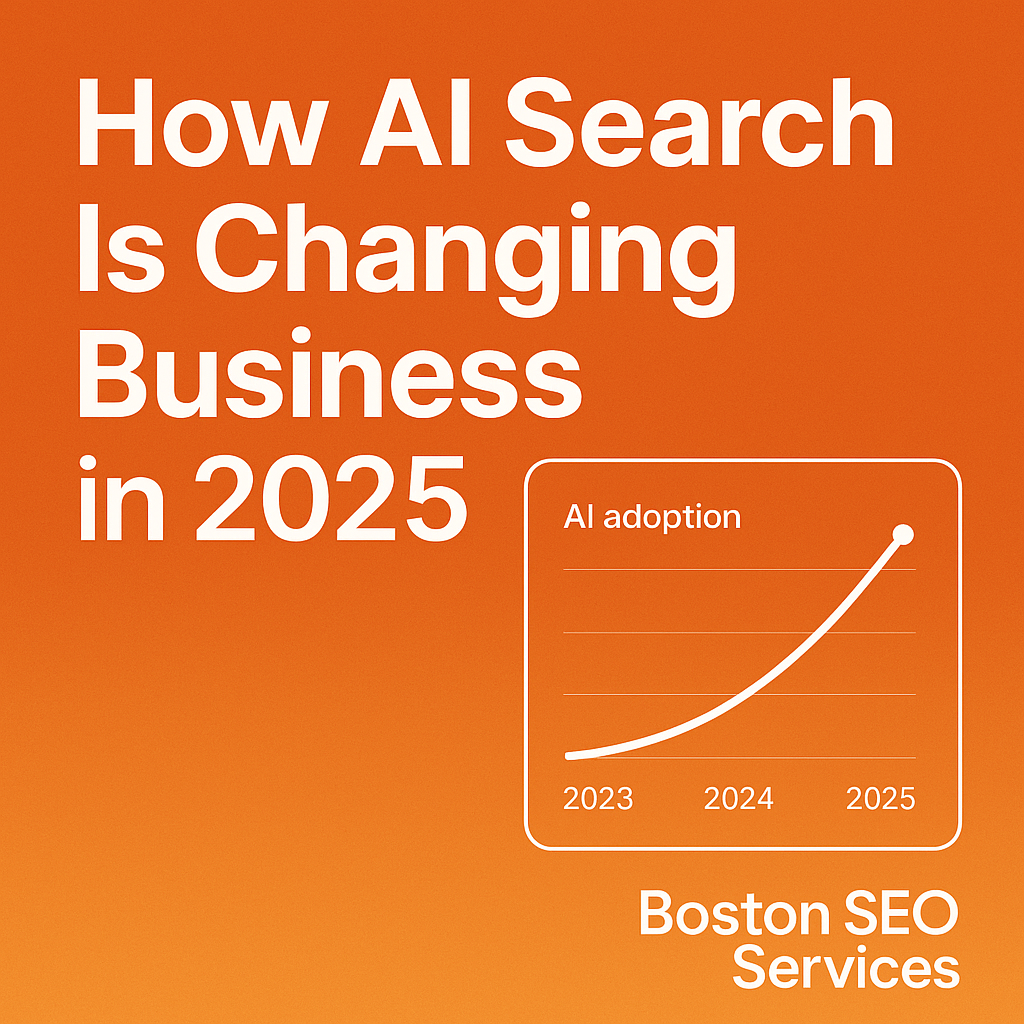 How AI Search
Is Changing
Business
in 2025
AI adoption
2023 2024 2025
Boston SEO
Services